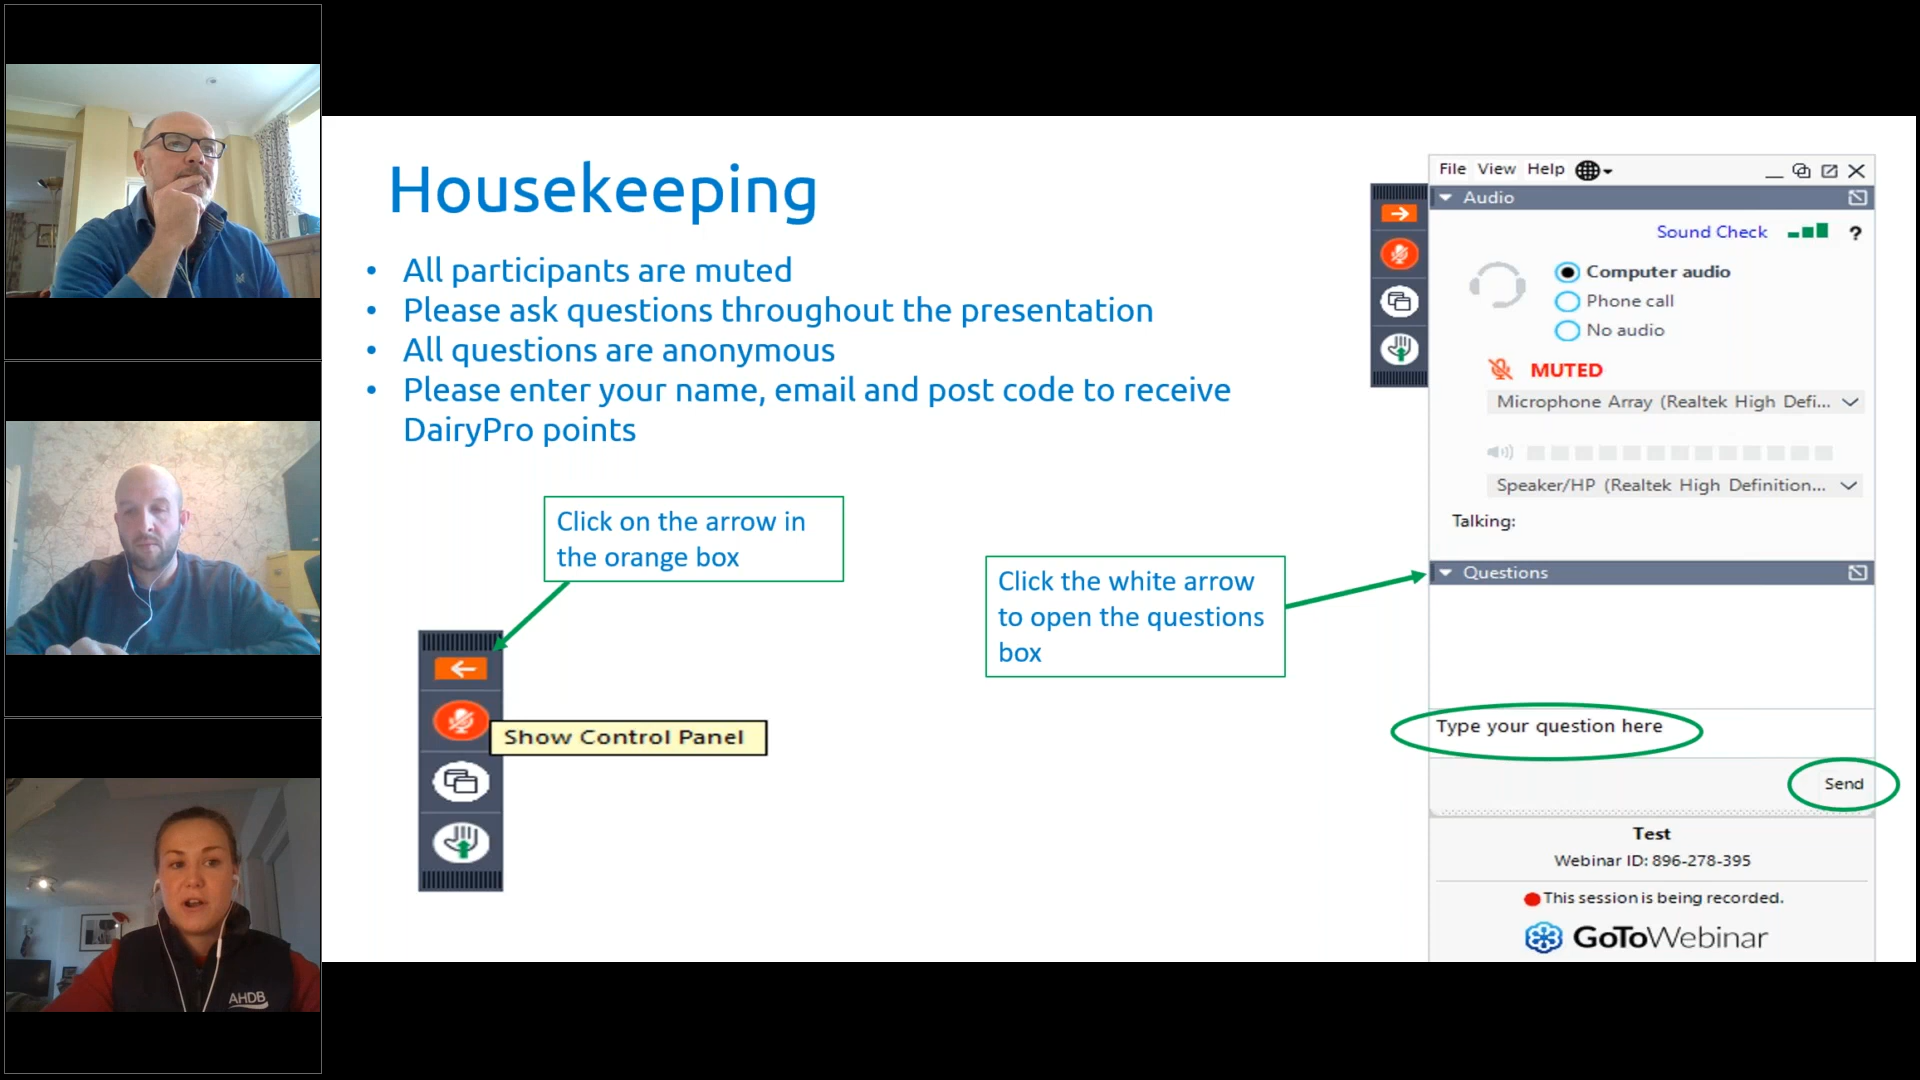 Housekeeping
• All participants are muted
• Please ask questions throughout the presentation
• All questions are anonymous
• Please enter your name, email and post code to receive
DairyPro points
Click on the arrow in
the orange box
Show Control Panel
Click the white arrow
to open the questions
box
File View Help
Audio
Sound Check
?
Computer audio
Phone call
No audio
MUTED
Microphone Array (Realtek High Defi...
Speaker/HP (Realtek High Definition...
Talking:
Questions
Type your question here
Send
Test
Webinar ID: 896-278-395
This session is being recorded.
GoToWebinar
AHDB